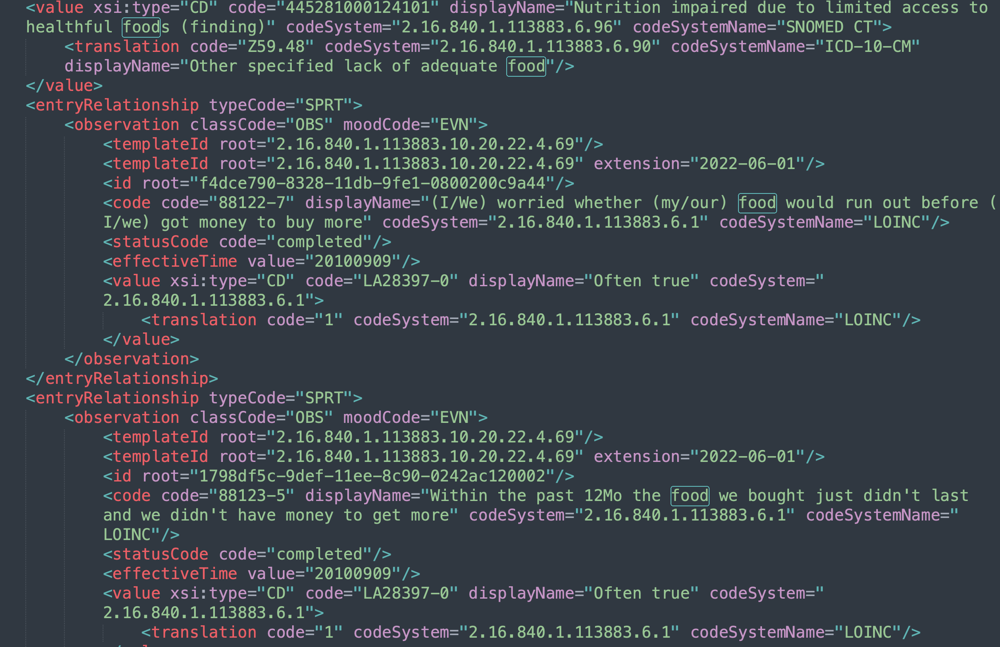 <value xsi:type="CD" code="445281000124101" displayName="Nutrition impaired due to limited access to
healthful foods (finding)" codeSystem="2.16.840.1.113883.6.96" codeSystemName="SNOMED CT">
<translation code="Z59.48" codeSystem="2.16.840.1.113883.6.90" codeSystemName="ICD-10-CM"
displayName="Other specified lack of adequate food"/>
</value>
<entryRelationship typeCode="SPRT">
<observation classCode="OBS" moodCode="EVN">
<templateId root="2.16.840.1.113883.10.20.22.4.69"/>
<templateId root="2.16.840.1.113883.10.20.22.4.69" extension="2022-06-01"/>
<id root="f4dce790-8328-11db-9fe1-0800200c9a44"/>
<code code="88122-7" displayName="(I/We) worried whether (my/our) food would run out before (
I/we) got money to buy more" codeSystem="2.16.840.1.113883.6.1" codeSystemName="LOINC"/>
<statusCode code="completed"/>
<effectiveTime value="20100909"/>
<value xsi:type="CD" code="LA28397-0" displayName="Often true" codeSystem="
2.16.840.1.113883.6.1">
<translation code="1" codeSystem="2.16.840.1.113883.6.1" codeSystemName="LOINC"/>
</value>
</observation>
</entryRelationship>
<entryRelationship typeCode="SPRT">
<observation classCode="OBS" moodCode="EVN">
<templateId root="2.16.840.1.113883.10.20.22.4.69"/>
<templateId root="2.16.840.1.113883.10.20.22.4.69" extension="2022-06-01"/>
<id root="1798df5c-9def-11ee-8c90-0242ac120002"/>
<code code="88123-5" displayName="Within the past 12Mo the food we bought just didn't last
and we didn't have money to get more" codeSystem="2.16.840.1.113883.6.1" codeSystemName="
LOINC"/>
<statusCode code="completed"/>
<effectiveTime value="20100909"/>
<value xsi:type="CD" code="LA28397-0" displayName="Often true" codeSystem="
2.16.840.1.113883.6.1">
<translation code="1" codeSystem="2.16.840.1.113883.6.1" codeSystemName="LOINC"/>